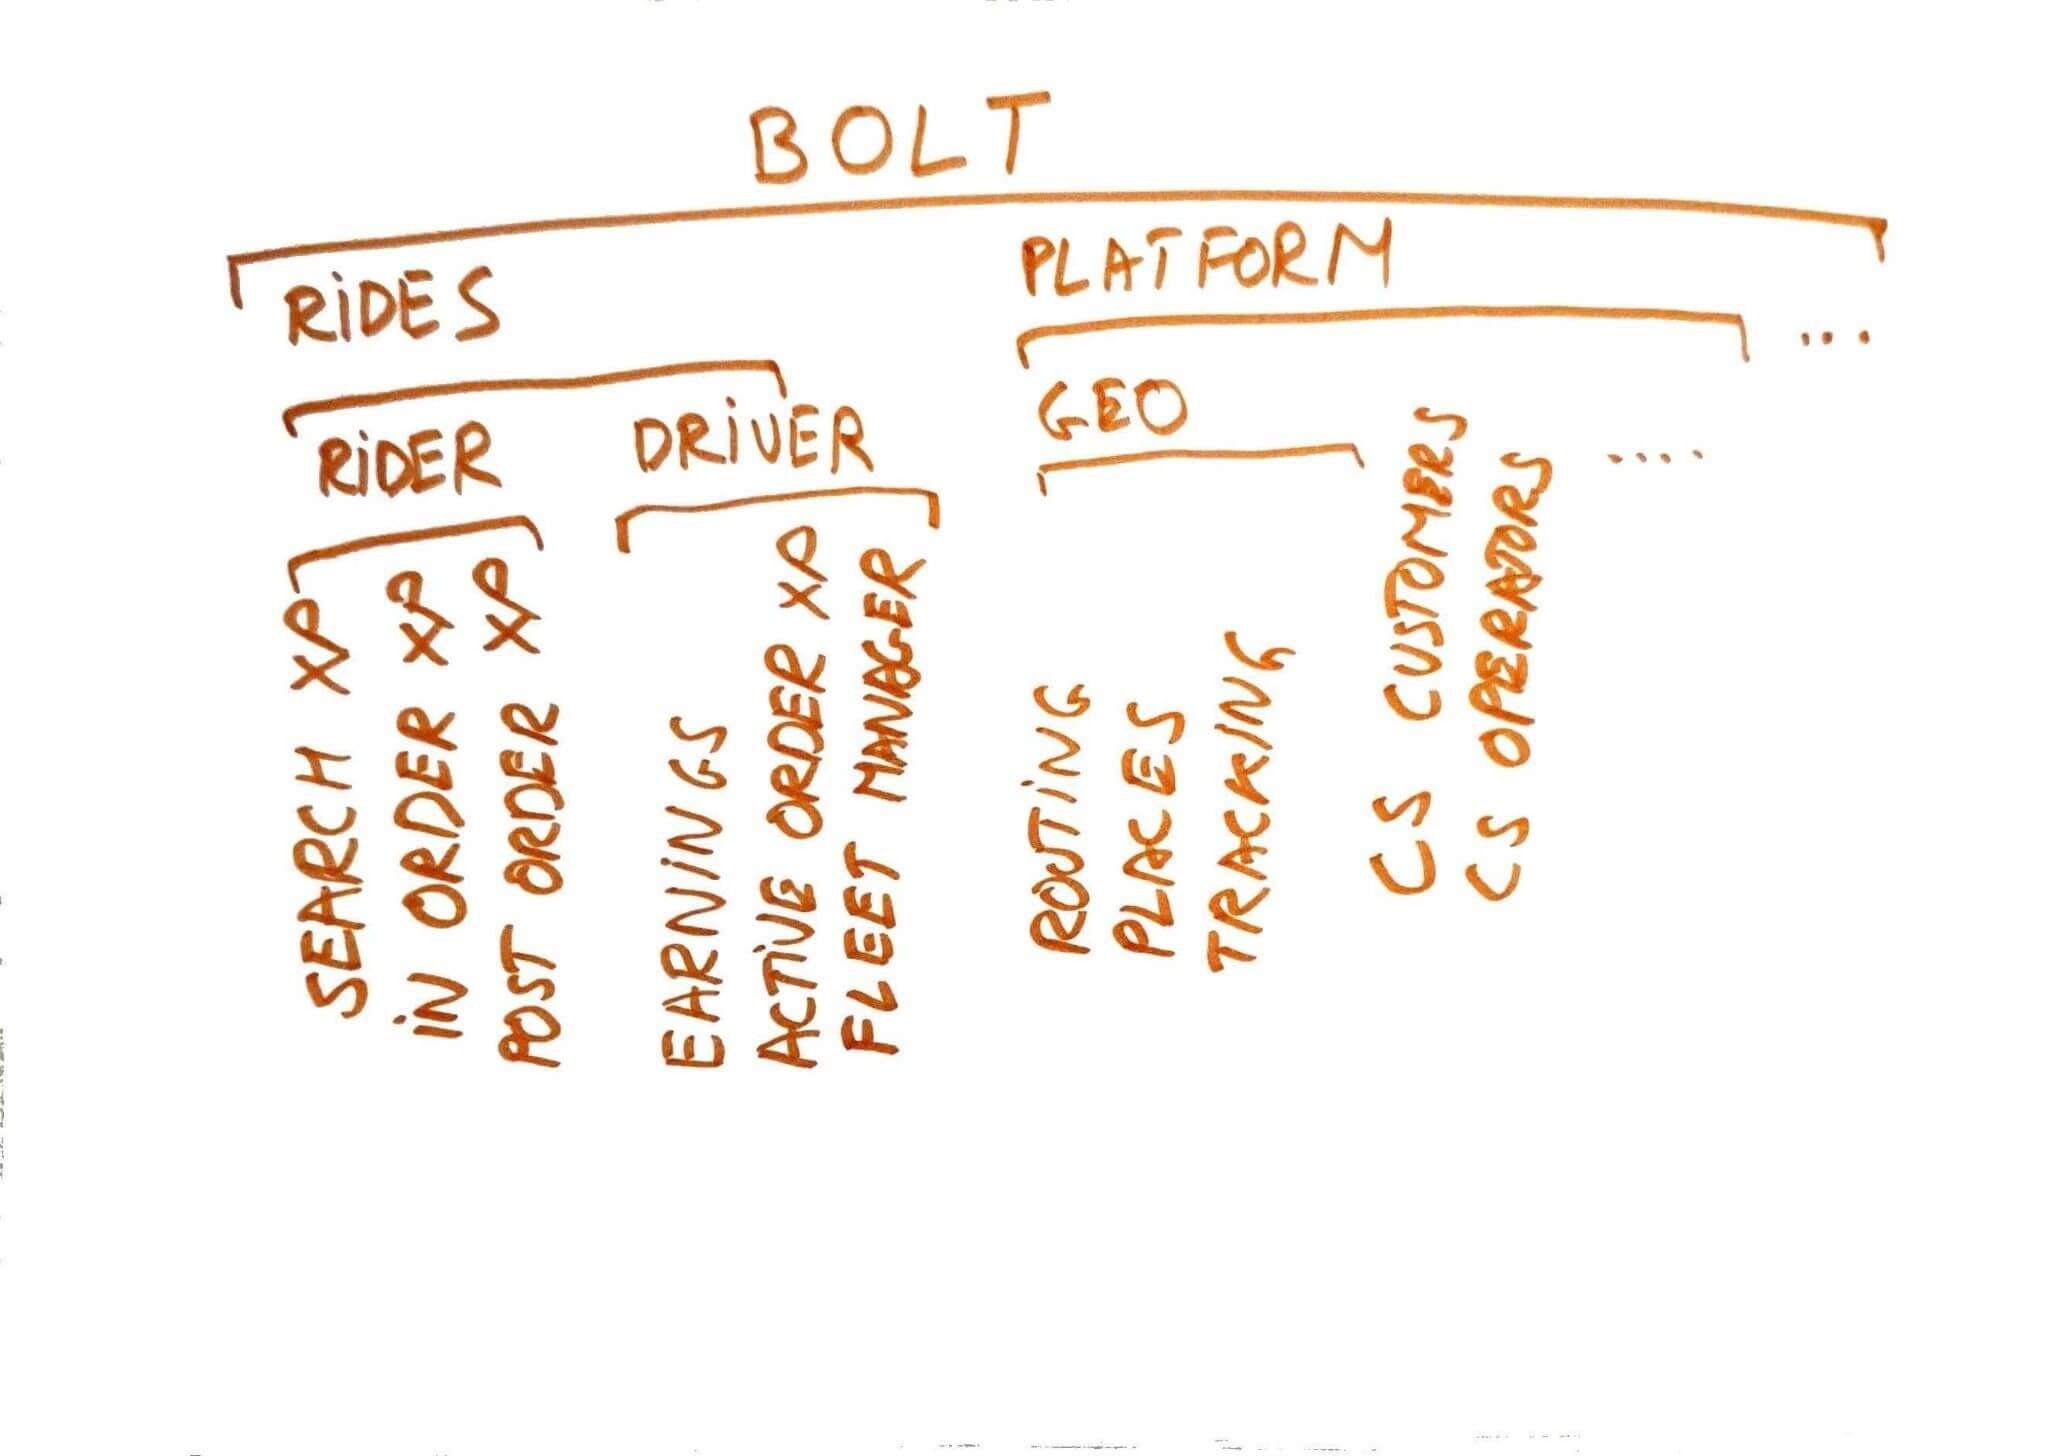 BOLT
RiDES
PLATFORM
...
RiDER
DRiVER
GEO
....
SEARCH XP
iN ORDER XP
POST ORDER XP
EARNiNGS
ACTiVE ORDER XP
FLEET MANAGER
ROUTiNG
PLACES
TRACKING
CS CUSTOMERS
CS OPERATORS